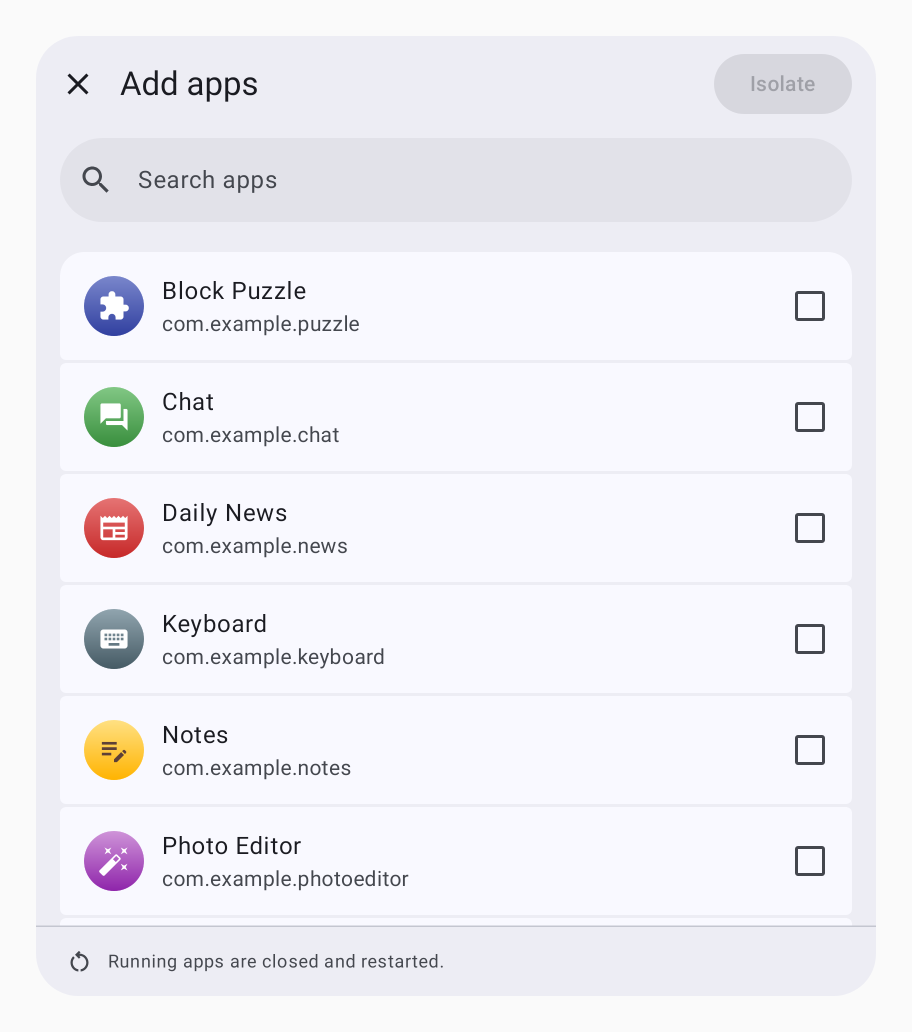 Add apps
Isolate
Search apps
Block Puzzle
com.example.puzzle
Chat
com.example.chat
Daily News
com.example.news
Keyboard
com.example.keyboard
Notes
com.example.notes
Photo Editor
com.example.photoeditor
Running apps are closed and restarted.